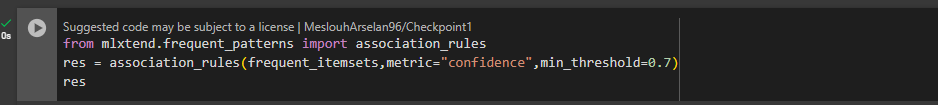 Suggested code may be subject to a license | MeslouhArselan96/Checkpoint1
from mlxtend.frequent_patterns import association_rules
res = association_rules(frequent_itemsets,metric="confidence",min_threshold=0.7)
res
0s